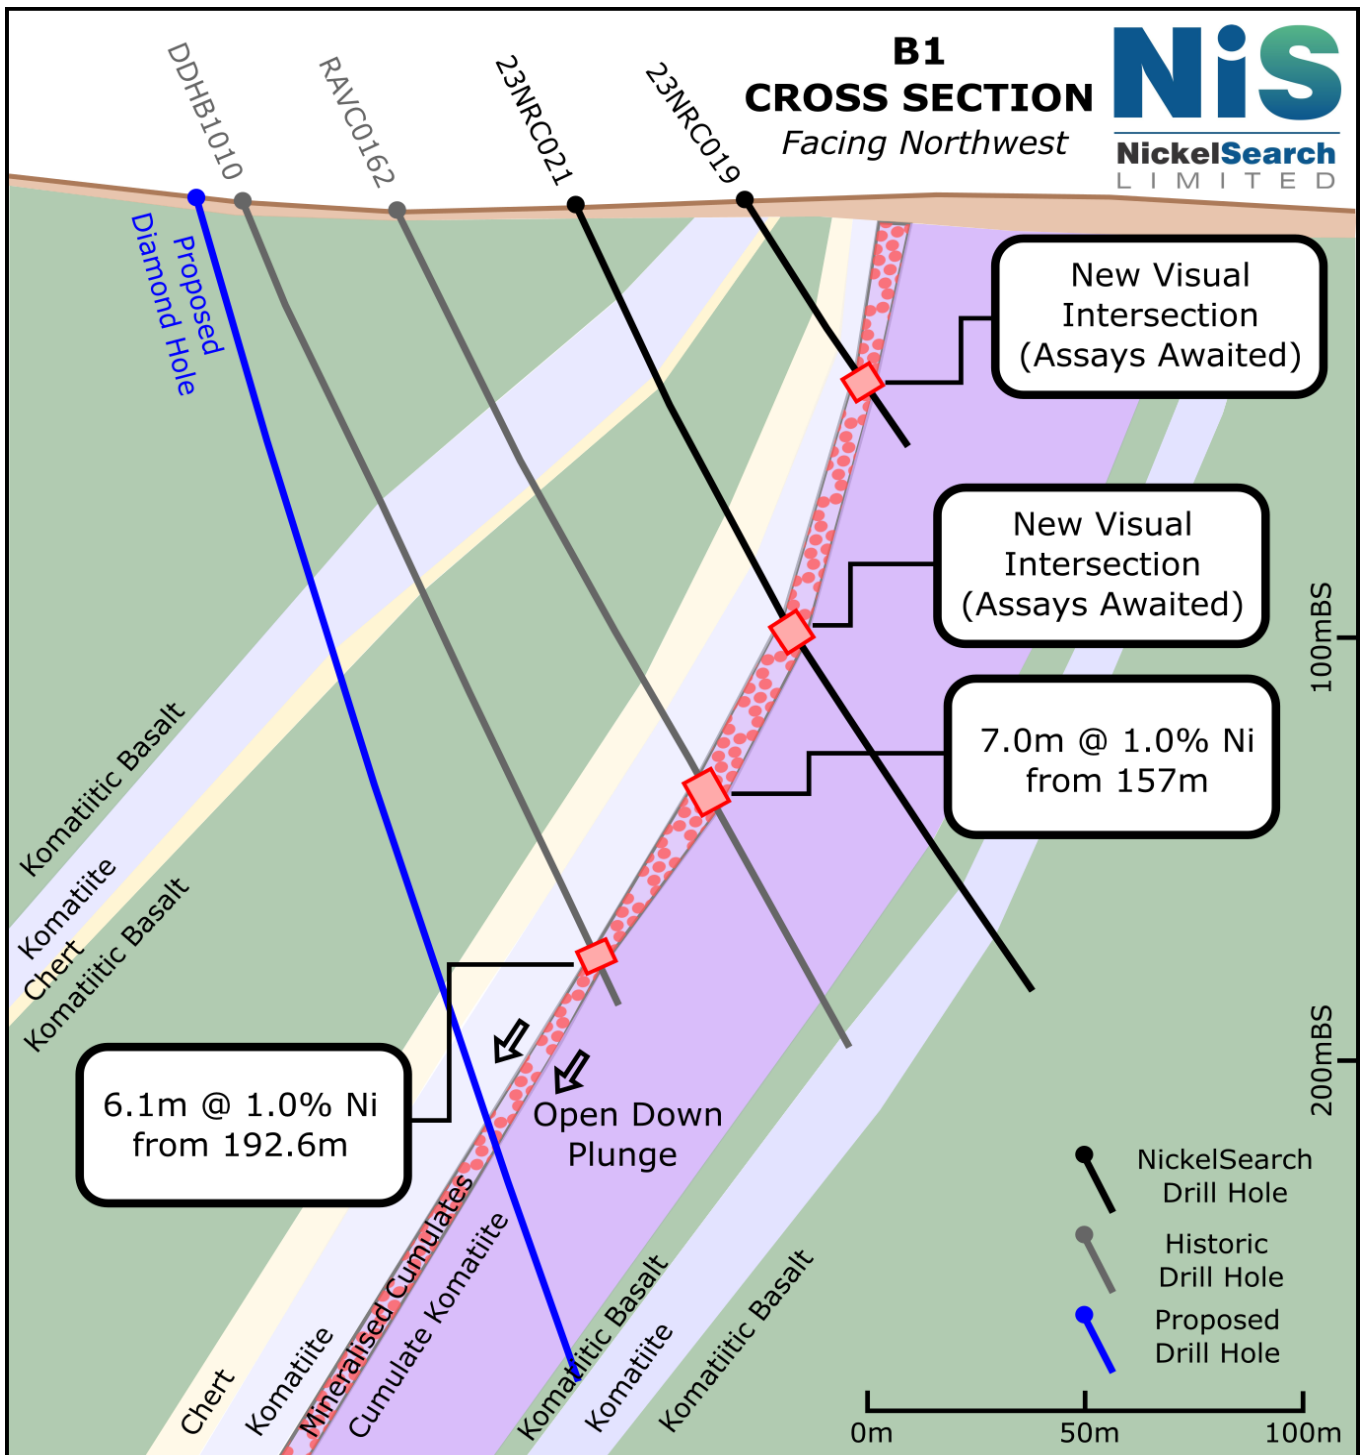 B1
CROSS SECTION
Facing Northwest
NiS
NickelSearch
LIMITED
DDHB1010
RAVC0162
23NRC021
23NRC019
Proposed
Diamond Hole
New Visual
Intersection
(Assays Awaited)
New Visual
Intersection
(Assays Awaited)
100mBS
7.0m @ 1.0% Ni
from 157m
Komatiitic Basalt
Komatiite
Chert
Komatiitic Basalt
200mBS
6.1m @ 1.0% Ni
from 192.6m
Open Down
Plunge
Chert
Komatiite
Mineralised Cumulates
Cumulate Komatiite
Komatiitic Basalt
Komatiite
Komatiitic Basalt
NickelSearch
Drill Hole
Historic
Drill Hole
Proposed
Drill Hole
0m 50m 100m